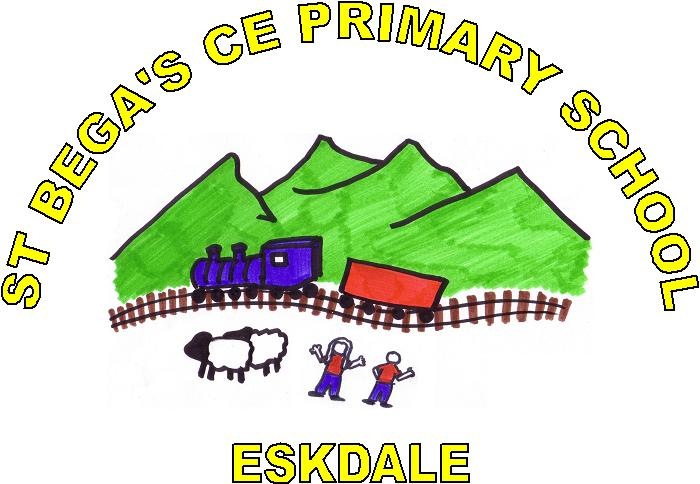 ST BEGA'S CE PRIMARY SCHOOL
ESKDALE